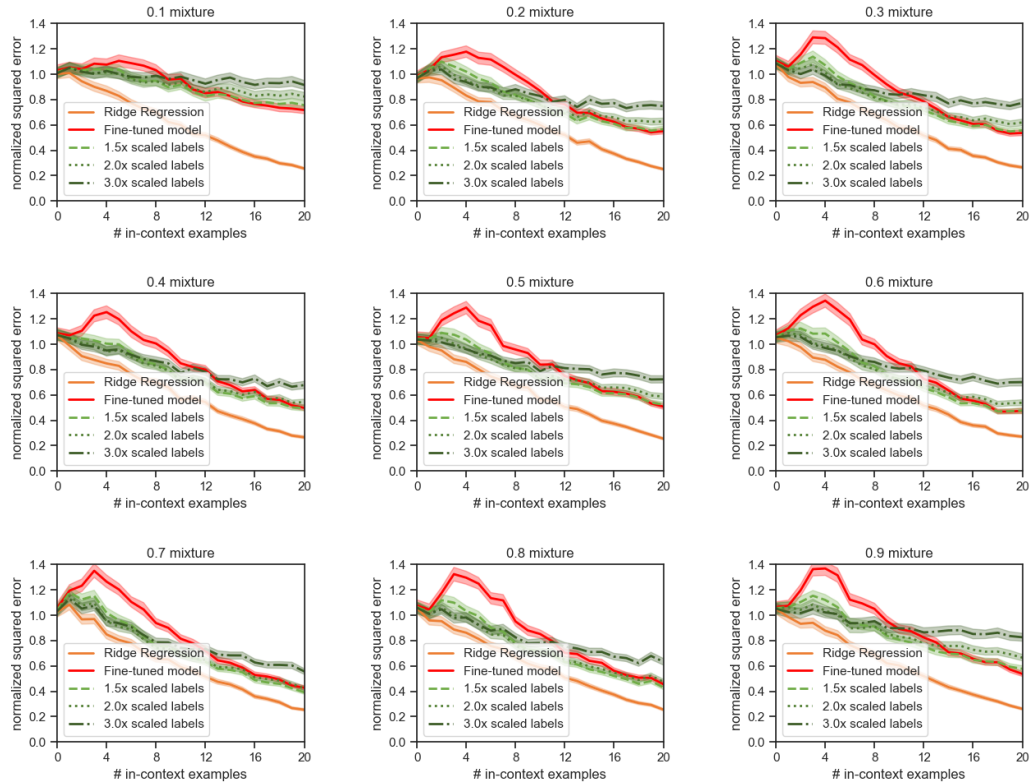 0.1 mixture
normalized squared error
1.4
1.2
1.0
0.8
0.6
0.4
0.2
0.0
Ridge Regression
Fine-tuned model
1.5x scaled labels
2.0x scaled labels
3.0x scaled labels
0 4 8 12 16 20
# in-context examples
0.2 mixture
normalized squared error
1.4
1.2
1.0
0.8
0.6
0.4
0.2
0.0
Ridge Regression
Fine-tuned model
1.5x scaled labels
2.0x scaled labels
3.0x scaled labels
0 4 8 12 16 20
# in-context examples
0.3 mixture
normalized squared error
1.4
1.2
1.0
0.8
0.6
0.4
0.2
0.0
Ridge Regression
Fine-tuned model
1.5x scaled labels
2.0x scaled labels
3.0x scaled labels
0 4 8 12 16 20
# in-context examples
0.4 mixture
normalized squared error
1.4
1.2
1.0
0.8
0.6
0.4
0.2
0.0
Ridge Regression
Fine-tuned model
1.5x scaled labels
2.0x scaled labels
3.0x scaled labels
0 4 8 12 16 20
# in-context examples
0.5 mixture
normalized squared error
1.4
1.2
1.0
0.8
0.6
0.4
0.2
0.0
Ridge Regression
Fine-tuned model
1.5x scaled labels
2.0x scaled labels
3.0x scaled labels
0 4 8 12 16 20
# in-context examples
0.6 mixture
normalized squared error
1.4
1.2
1.0
0.8
0.6
0.4
0.2
0.0
Ridge Regression
Fine-tuned model
1.5x scaled labels
2.0x scaled labels
3.0x scaled labels
0 4 8 12 16 20
# in-context examples
0.7 mixture
normalized squared error
1.4
1.2
1.0
0.8
0.6
0.4
0.2
0.0
Ridge Regression
Fine-tuned model
1.5x scaled labels
2.0x scaled labels
3.0x scaled labels
0 4 8 12 16 20
# in-context examples
0.8 mixture
normalized squared error
1.4
1.2
1.0
0.8
0.6
0.4
0.2
0.0
Ridge Regression
Fine-tuned model
1.5x scaled labels
2.0x scaled labels
3.0x scaled labels
0 4 8 12 16 20
# in-context examples
0.9 mixture
normalized squared error
1.4
1.2
1.0
0.8
0.6
0.4
0.2
0.0
Ridge Regression
Fine-tuned model
1.5x scaled labels
2.0x scaled labels
3.0x scaled labels
0 4 8 12 16 20
# in-context examples